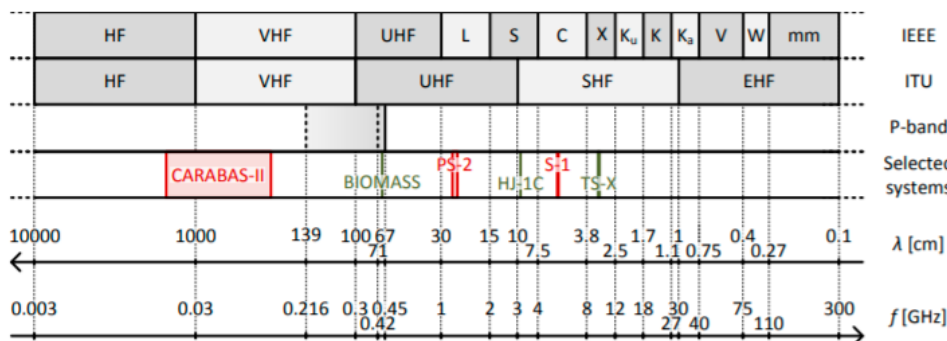 HF VHF UHF L S C X Ku K Ka V W mm IEEE
HF VHF UHF SHF EHF ITU
P-band
CARABAS-II BIOMASS PS-2 HJ-1C S-1 TS-X Selected systems
10000 1000 139 100 67 30 15 10 3.8 1.7 1 0.4 0.1 λ [cm]
71 7.5 2.5 1.1 0.75 0.27
0.003 0.03 0.216 0.3 0.45 1 2 3 4 8 12 18 30 75 300 f [GHz]
0.42 27 40 110